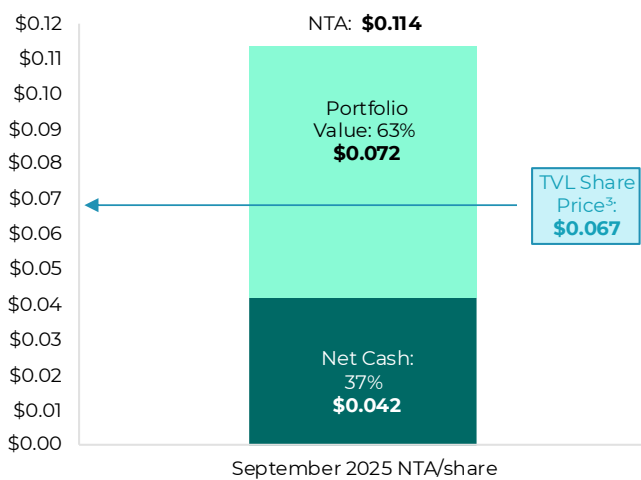 $0.12
$0.11
$0.10
$0.09
$0.08
$0.07
$0.06
$0.05
$0.04
$0.03
$0.02
$0.01
$0.00
NTA: $0.114
Portfolio
Value: 63%
$0.072
TVL Share
Price³:
$0.067
Net Cash:
37%
$0.042
September 2025 NTA/share